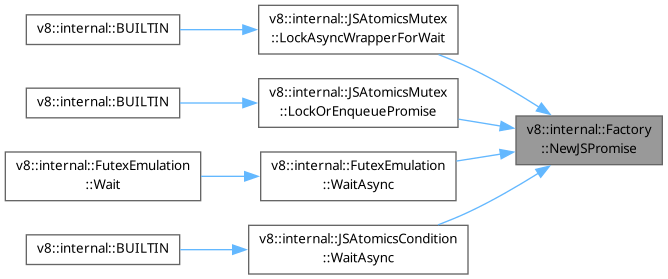 v8::internal::BUILTIN
v8::internal::JSAtomicsMutex
::LockAsyncWrapperForWait
v8::internal::BUILTIN
v8::internal::JSAtomicsMutex
::LockOrEnqueuePromise
v8::internal::Factory
::NewJSPromise
v8::internal::FutexEmulation
::Wait
v8::internal::FutexEmulation
::WaitAsync
v8::internal::BUILTIN
v8::internal::JSAtomicsCondition
::WaitAsync